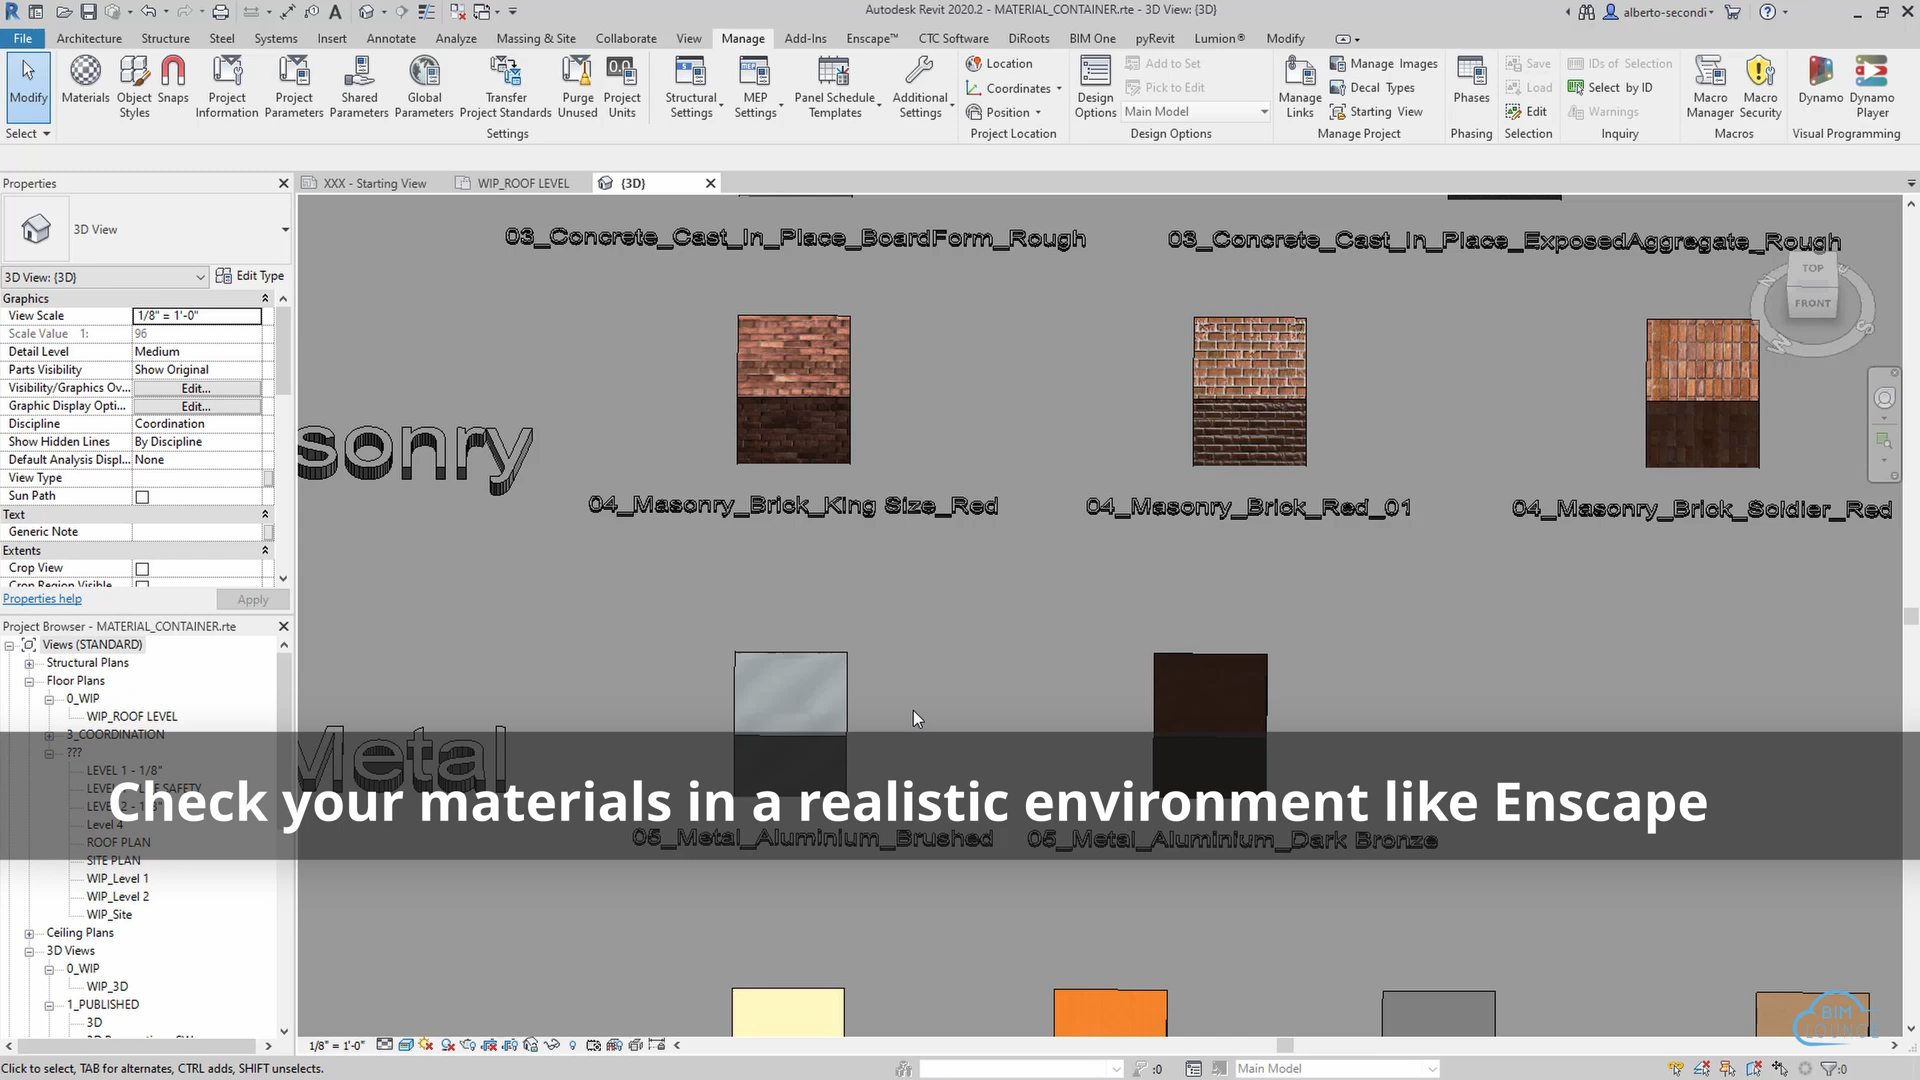 Autodesk Revit 2020.2 - MATERIAL_CONTAINER.rte - 3D View: {3D}
alberto-secondi
File Architecture Structure Steel Systems Insert Annotate Analyze Massing & Site Collaborate View Manage Add-Ins Enscape™ CTC Software DiRoots BIM One pyRevit Lumion® Modify
Modify
Materials
Object Styles
Snaps
Project Information
Project Parameters
Shared Parameters
Global Parameters
Transfer Project Standards
Purge Unused
Project Units
Structural Settings
MEP Settings
Panel Schedule Templates
Additional Settings
Location
Coordinates
Position
Design Options
Add to Set
Pick to Edit
Main Model
Manage Links
Manage Images
Decal Types
Starting View
Phases
Save
Load
Edit
IDs of Selection
Select by ID
Warnings
Macro Manager
Macro Security
Dynamo
Dynamo Player
Select
Settings
Project Location
Design Options
Manage Project
Phasing
Selection
Inquiry
Macros
Visual Programming
Properties
XXX - Starting View
WIP_ROOF LEVEL
{3D}
3D View
3D View: {3D}
Edit Type
Graphics
View Scale 1/8" = 1'-0"
Scale Value 1: 96
Detail Level Medium
Parts Visibility Show Original
Visibility/Graphics Ov... Edit...
Graphic Display Opti... Edit...
Discipline Coordination
Show Hidden Lines By Discipline
Default Analysis Displ... None
View Type
Sun Path
Text
Generic Note
Extents
Crop View
Crop Region Visible
Properties help
Apply
Project Browser - MATERIAL_CONTAINER.rte
Views (STANDARD)
Structural Plans
Floor Plans
0_WIP
WIP_ROOF LEVEL
3_COORDINATION
???
LEVEL 1 - 1/8"
Level 4
ROOF PLAN
SITE PLAN
WIP_Level 1
WIP_Level 2
WIP_Site
Ceiling Plans
3D Views
0_WIP
WIP_3D
1_PUBLISHED
3D
03_Concrete_Cast_In_Place_BoardForm_Rough
03_Concrete_Cast_In_Place_ExposedAggregate_Rough
TOP
FRONT
N
S
W
sonry
04_Masonry_Brick_King Size_Red
04_Masonry_Brick_Red_01
04_Masonry_Brick_Soldier_Red
Metal
Check your materials in a realistic environment like Enscape
05_Metal_Aluminium_Brushed
05_Metal_Aluminium_Dark Bronze
BIM
LOUNGE
1/8" = 1'-0"
Click to select, TAB for alternates, CTRL adds, SHIFT unselects.
:0
Main Model
:0